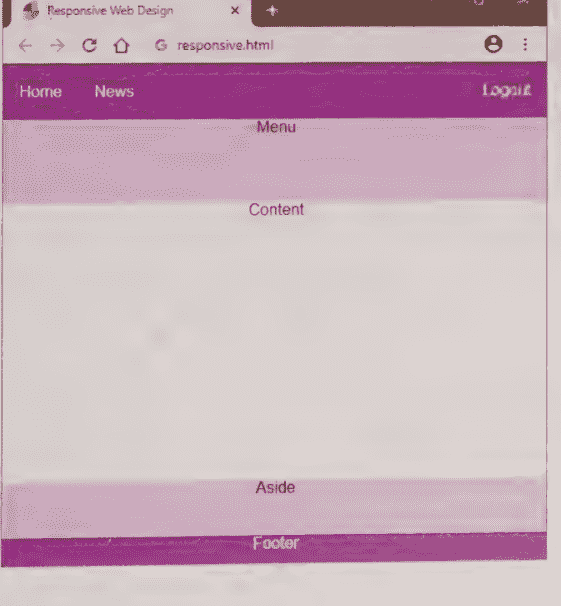 Responsive Web Design
responsive.html
Home News Logout
Menu
Content
Aside
Footer